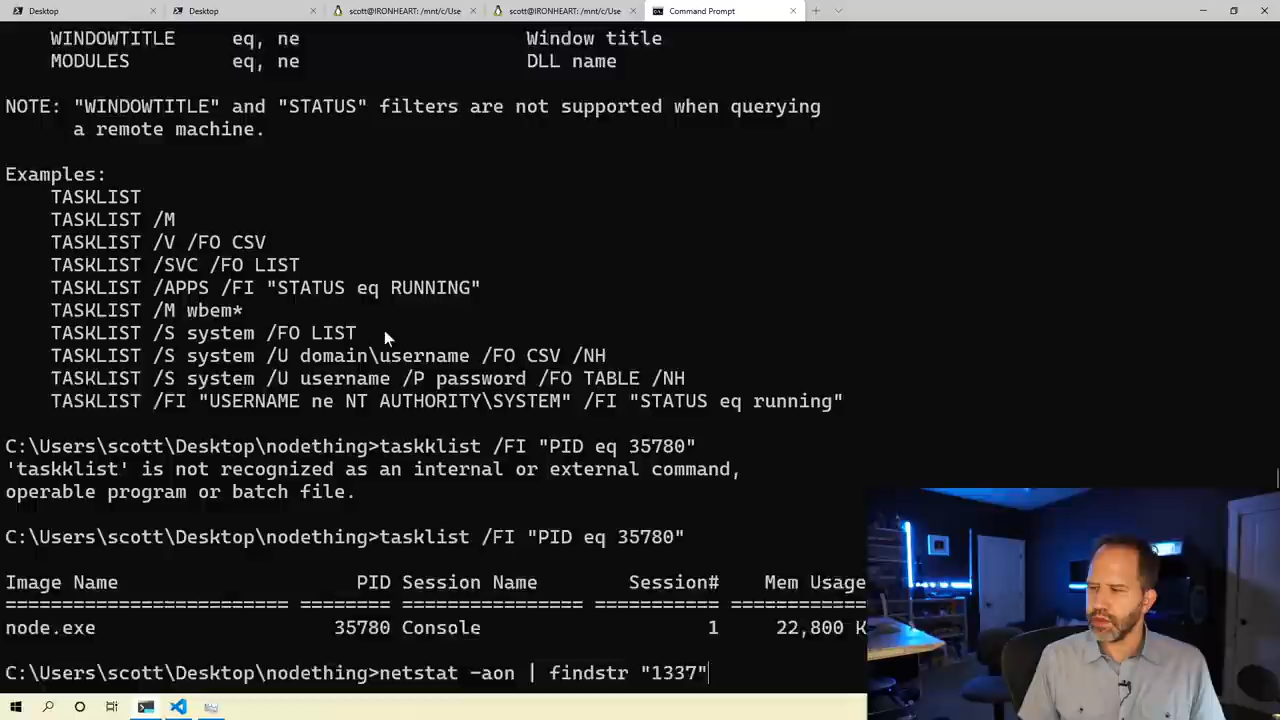 Desktop
Desktop
scott@IRONHEART: /mnt/c/Use
scott@IRONHEART: /mnt/c/Use
Command Prompt
WINDOWTITLE eq, ne Window title
MODULES eq, ne DLL name
NOTE: "WINDOWTITLE" and "STATUS" filters are not supported when querying
a remote machine.
Examples:
TASKLIST
TASKLIST /M
TASKLIST /V /FO CSV
TASKLIST /SVC /FO LIST
TASKLIST /APPS /FI "STATUS eq RUNNING"
TASKLIST /M wbem*
TASKLIST /S system /FO LIST
TASKLIST /S system /U domain\username /FO CSV /NH
TASKLIST /S system /U username /P password /FO TABLE /NH
TASKLIST /FI "USERNAME ne NT AUTHORITY\SYSTEM" /FI "STATUS eq running"
C:\Users\scott\Desktop\nodething>taskklist /FI "PID eq 35780"
'taskklist' is not recognized as an internal or external command,
operable program or batch file.
C:\Users\scott\Desktop\nodething>tasklist /FI "PID eq 35780"
Image Name PID Session Name Session# Mem Usage
========================= ======== ================ =========== ============
node.exe 35780 Console 1 22,800 K
C:\Users\scott\Desktop\nodething>netstat -aon | findstr "1337"